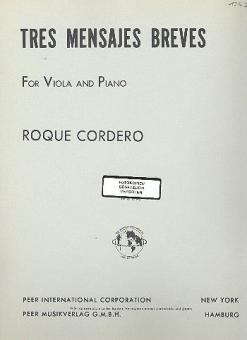 TRES MENSAJES BREVES
FOR VIOLA AND PIANO
ROQUE CORDERO
PEER INTERNATIONAL CORPORATION NEW YORK
PEER MUSIKVERLAG G.M.B.H. HAMBURG